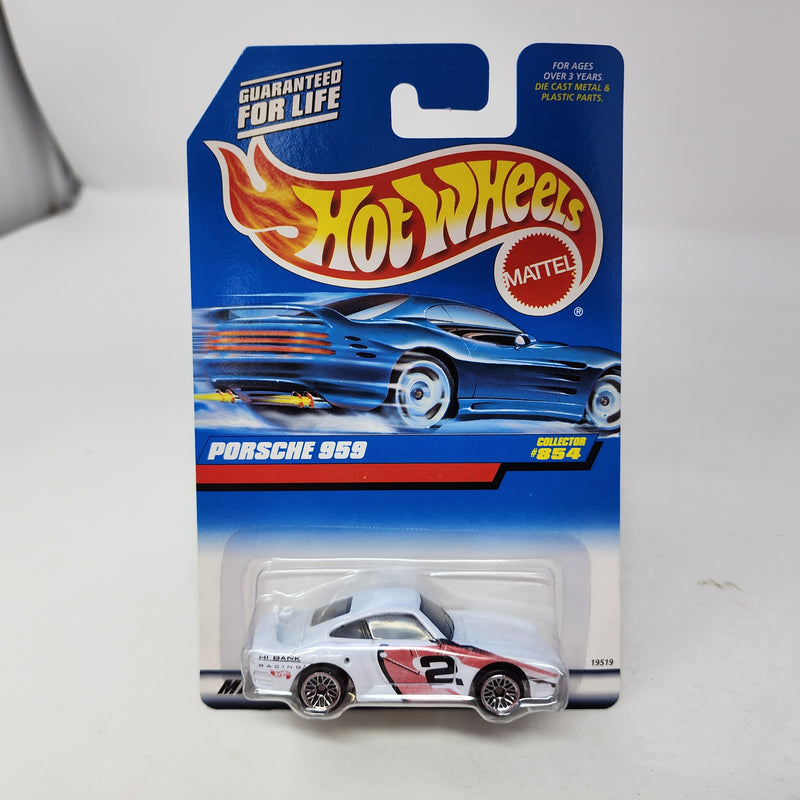 GUARANTEED
FOR LIFE
FOR AGES
OVER 3 YEARS.
DIE CAST METAL &
PLASTIC PARTS.
HOT WHEELS
MATTEL
®
PORSCHE 959
COLLECTOR
#854
HI BANK
RACING
2
19519